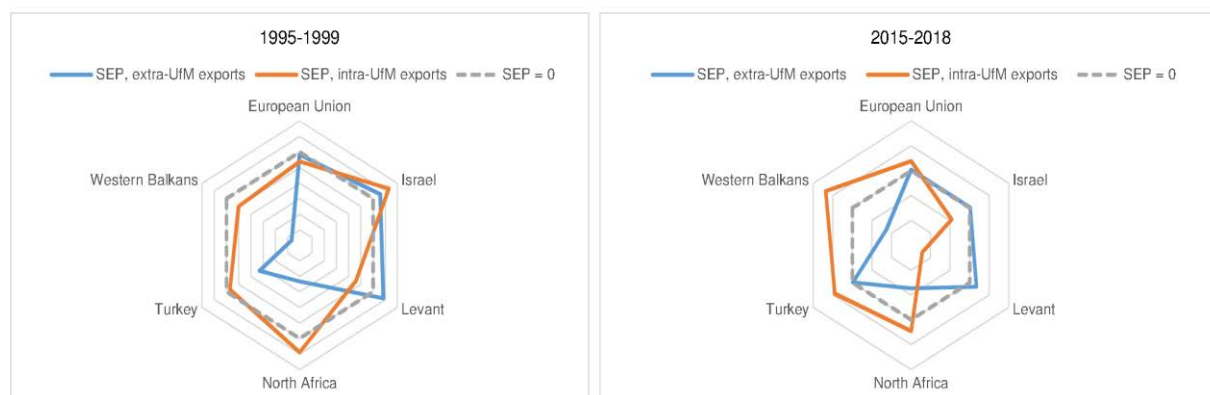 1995-1999
SEP, extra-UfM exports SEP, intra-UfM exports SEP = 0
European Union
Western Balkans Israel
Turkey Levant
North Africa
2015-2018
SEP, extra-UfM exports SEP, intra-UfM exports SEP = 0
European Union
Western Balkans Israel
Turkey Levant
North Africa